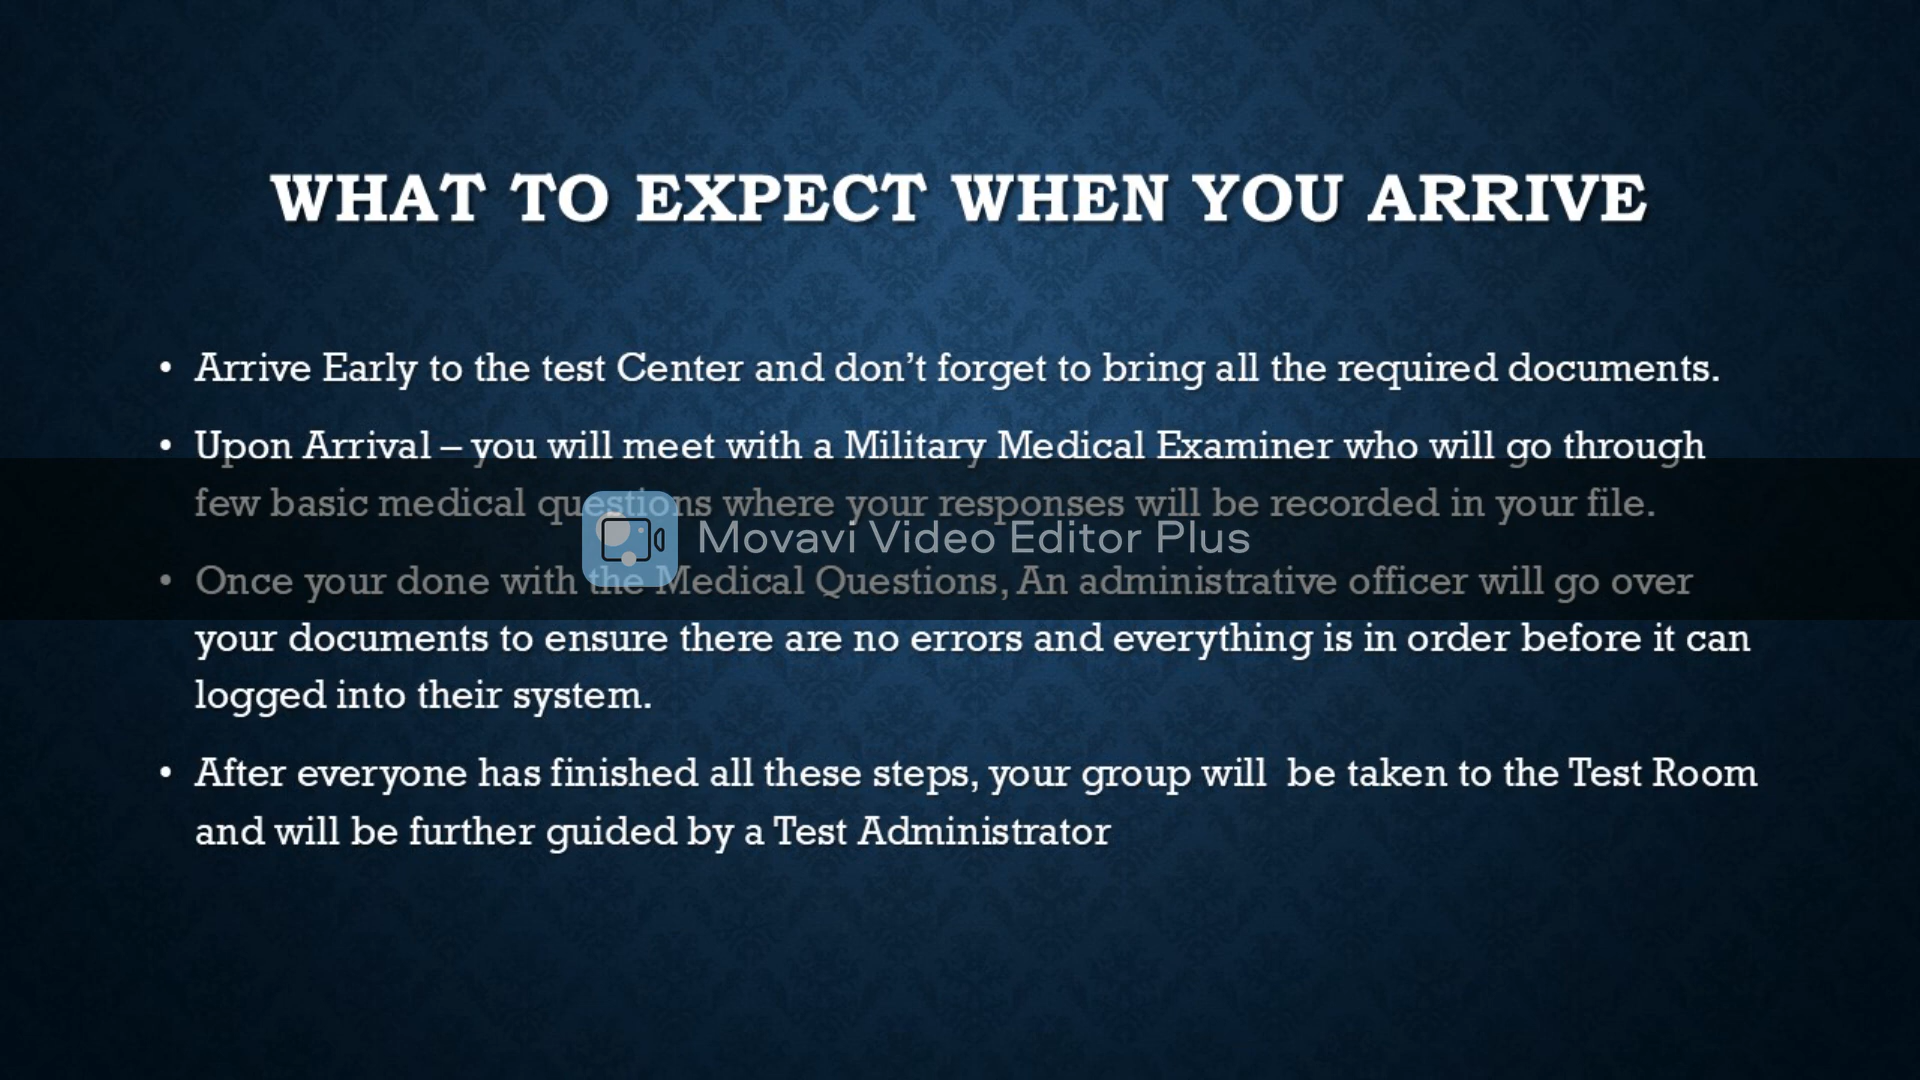 WHAT TO EXPECT WHEN YOU ARRIVE
• Arrive Early to the test Center and don’t forget to bring all the required documents.
• Upon Arrival – you will meet with a Military Medical Examiner who will go through
few basic medical questions where your responses will be recorded in your file.
Movavi Video Editor Plus
• Once your done with the Medical Questions, An administrative officer will go over
your documents to ensure there are no errors and everything is in order before it can
logged into their system.
• After everyone has finished all these steps, your group will  be taken to the Test Room
and will be further guided by a Test Administrator